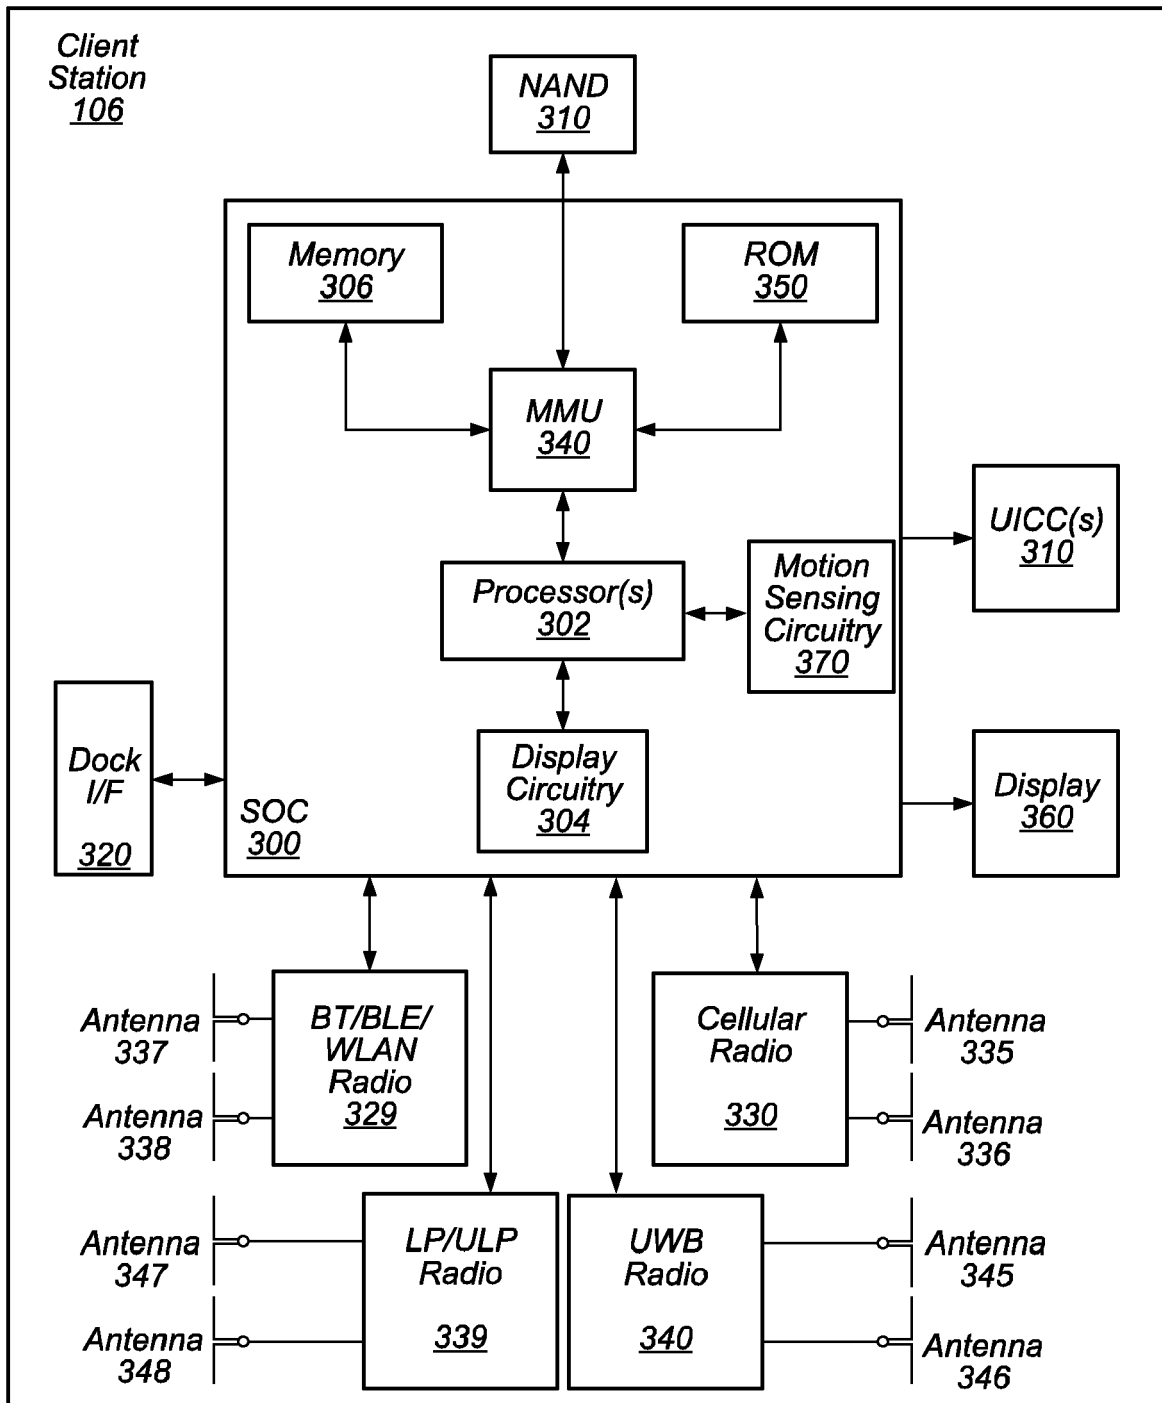 Client
Station
106
NAND
310
Memory
306
ROM
350
MMU
340
UICC(s)
310
Processor(s)
302
Motion
Sensing
Circuitry
370
Dock
I/F
320
Display
Circuitry
304
SOC
300
Display
360
Antenna
337
Antenna
338
BT/BLE/
WLAN
Radio
329
Cellular
Radio
330
Antenna
335
Antenna
336
Antenna
347
Antenna
348
LP/ULP
Radio
339
UWB
Radio
340
Antenna
345
Antenna
346